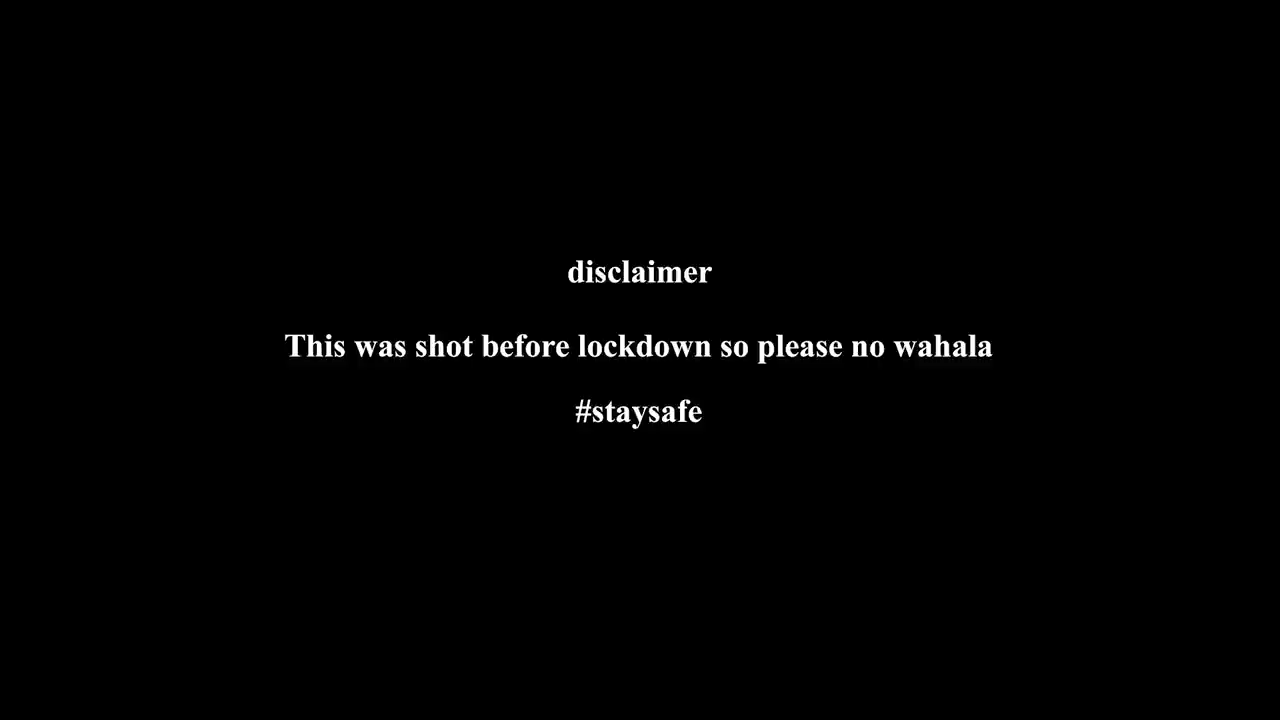 disclaimer
This was shot before lockdown so please no wahala
#staysafe